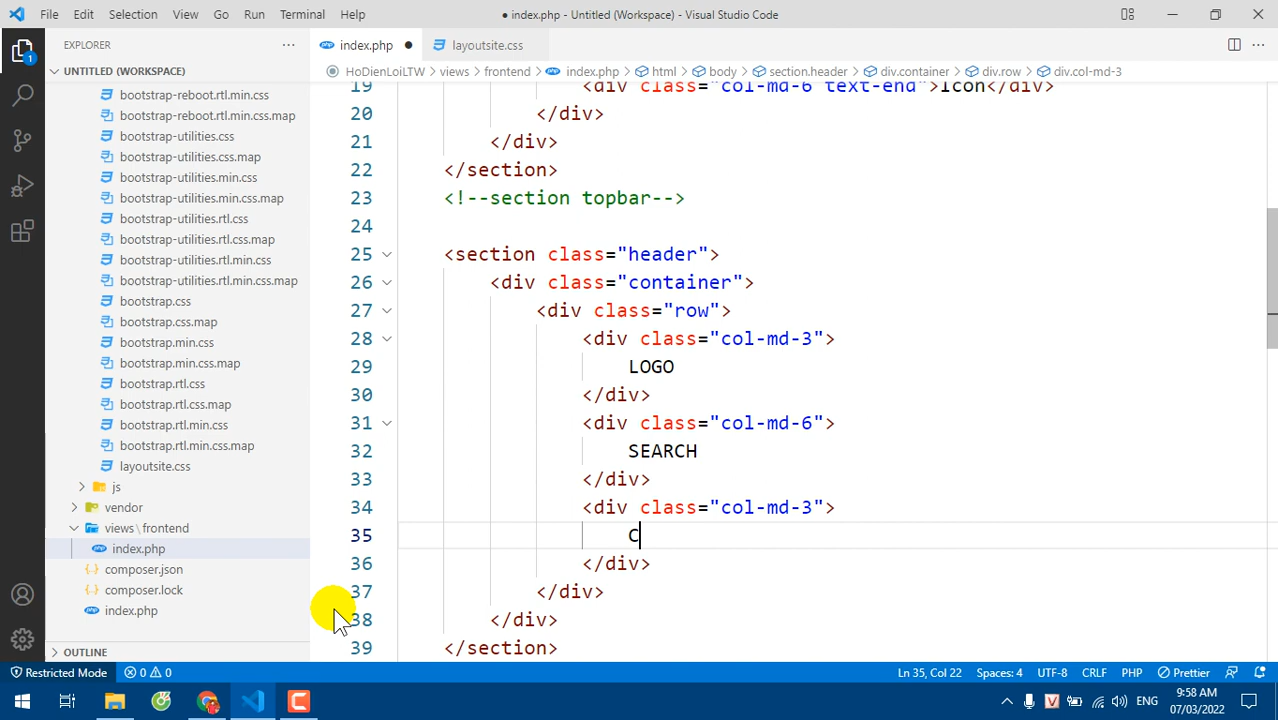 File Edit Selection View Go Run Terminal Help
● index.php - Untitled (Workspace) - Visual Studio Code
EXPLORER
index.php
layoutsite.css
UNTITLED (WORKSPACE)
HoDienLoiLTW > views > frontend > index.php > html > body > section.header > div.container > div.row > div.col-md-3
bootstrap-reboot.rtl.min.css
bootstrap-reboot.rtl.min.css.map
bootstrap-utilities.css
bootstrap-utilities.css.map
bootstrap-utilities.min.css
bootstrap-utilities.min.css.map
bootstrap-utilities.rtl.css
bootstrap-utilities.rtl.css.map
bootstrap-utilities.rtl.min.css
bootstrap-utilities.rtl.min.css.map
bootstrap.css
bootstrap.css.map
bootstrap.min.css
bootstrap.min.css.map
bootstrap.rtl.css
bootstrap.rtl.css.map
bootstrap.rtl.min.css
bootstrap.rtl.min.css.map
layoutsite.css
js
vendor
views\frontend
index.php
composer.json
composer.lock
index.php
OUTLINE
19 <div class="col-md-6 text-end">Icon</div>
20 </div>
21 </div>
22 </section>
23 <!--section topbar-->
24
25 <section class="header">
26 <div class="container">
27 <div class="row">
28 <div class="col-md-3">
29 LOGO
30 </div>
31 <div class="col-md-6">
32 SEARCH
33 </div>
34 <div class="col-md-3">
35 C
36 </div>
37 </div>
38 </div>
39 </section>
Restricted Mode 0 0 Ln 35, Col 22 Spaces: 4 UTF-8 CRLF PHP Prettier
1
V
ENG
9:58 AM
07/03/2022